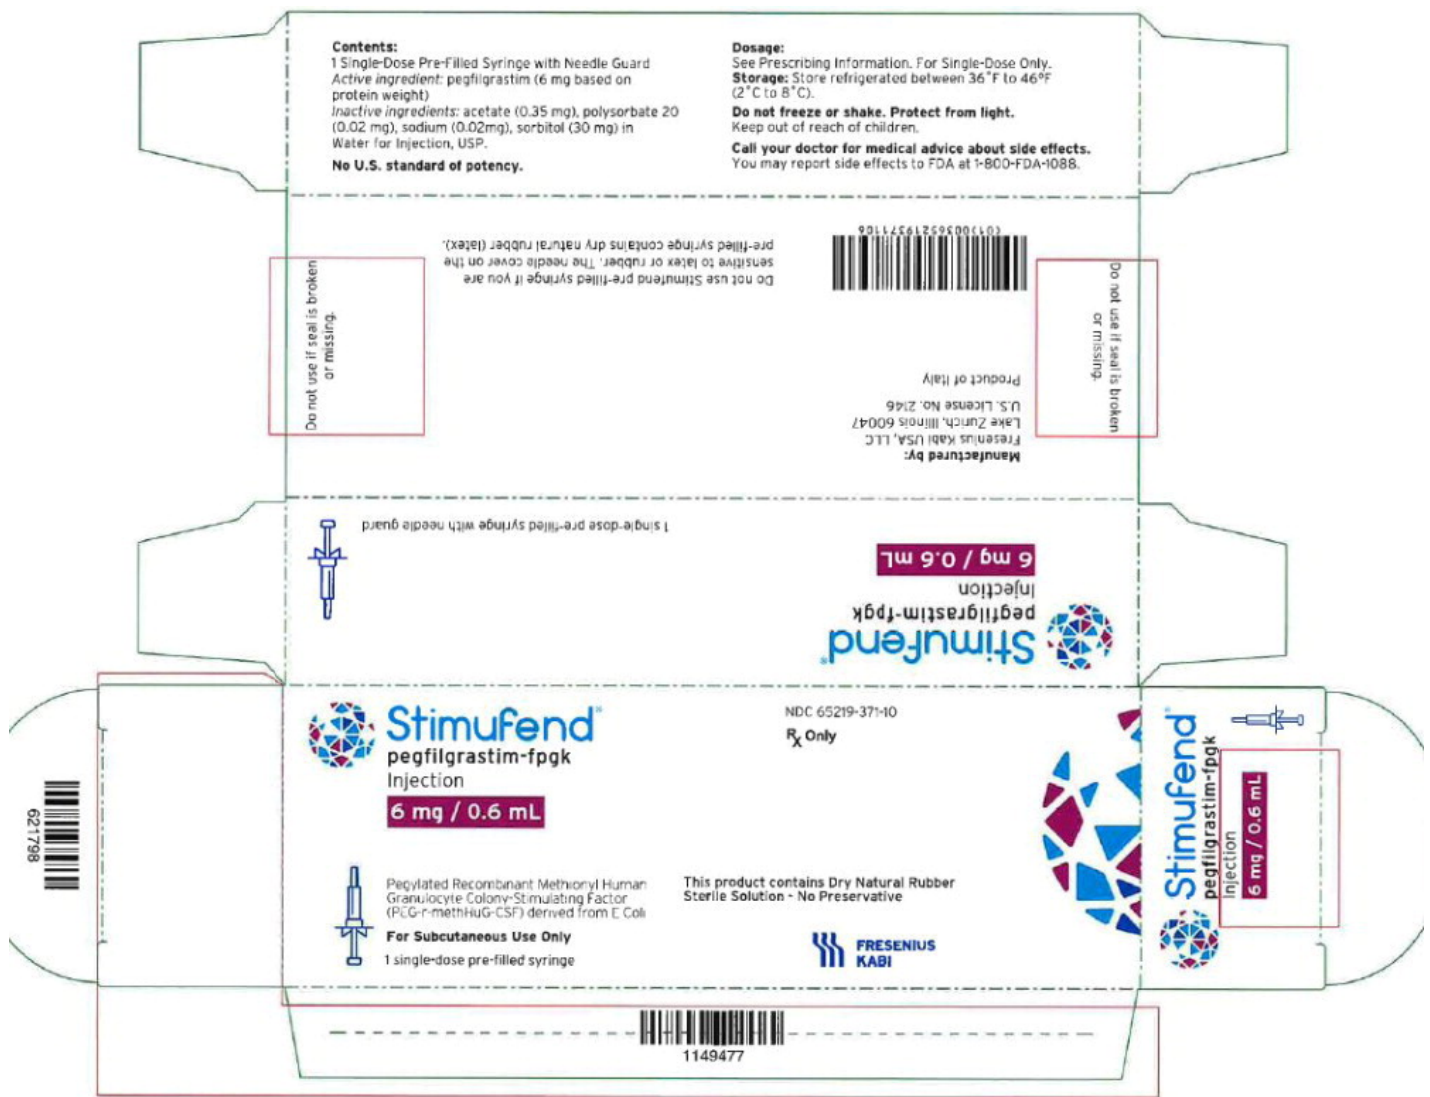 Contents:
1 Single-Dose Pre-Filled Syringe with Needle Guard
Active ingredient: pegfilgrastim (6 mg based on
protein weight)
Inactive ingredients: acetate (0.35 mg), polysorbate 20
(0.02 mg), sodium (0.02mg), sorbitol (30 mg) in
Water for Injection, USP.
No U.S. standard of potency.
Dosage:
See Prescribing Information. For Single-Dose Only.
Storage: Store refrigerated between 36˚F to 46ºF
(2˚C to 8˚C).
Do not freeze or shake. Protect from light.
Keep out of reach of children.
Call your doctor for medical advice about side effects.
You may report side effects to FDA at 1-800-FDA-1088.
Do not use if seal is broken
or missing.
Do not use Stimufend pre-filled syringe if you are
sensitive to latex or rubber. The needle cover on the
pre-filled syringe contains dry natural rubber (latex).
(01)00365219371106
Manufactured by:
Fresenius Kabi USA, LLC
Lake Zurich, Illinois 60047
U.S. License No. 2146
Product of Italy
Do not use if seal is broken
or missing.
Stimufend®
pegfilgrastim-fpgk
Injection
6 mg / 0.6 mL
1 single-dose pre-filled syringe with needle guard
Stimufend®
pegfilgrastim-fpgk
Injection
6 mg / 0.6 mL
NDC 65219-371-10
Rx Only
Pegylated Recombinant Methionyl Human
Granulocyte Colony-Stimulating Factor
(PEG-r-metHuG-CSF) derived from E Coli
For Subcutaneous Use Only
1 single-dose pre-filled syringe
This product contains Dry Natural Rubber
Sterile Solution - No Preservative
FRESENIUS
KABI
Stimufend®
pegfilgrastim-fpgk
Injection
6 mg / 0.6 mL
621798
1149477